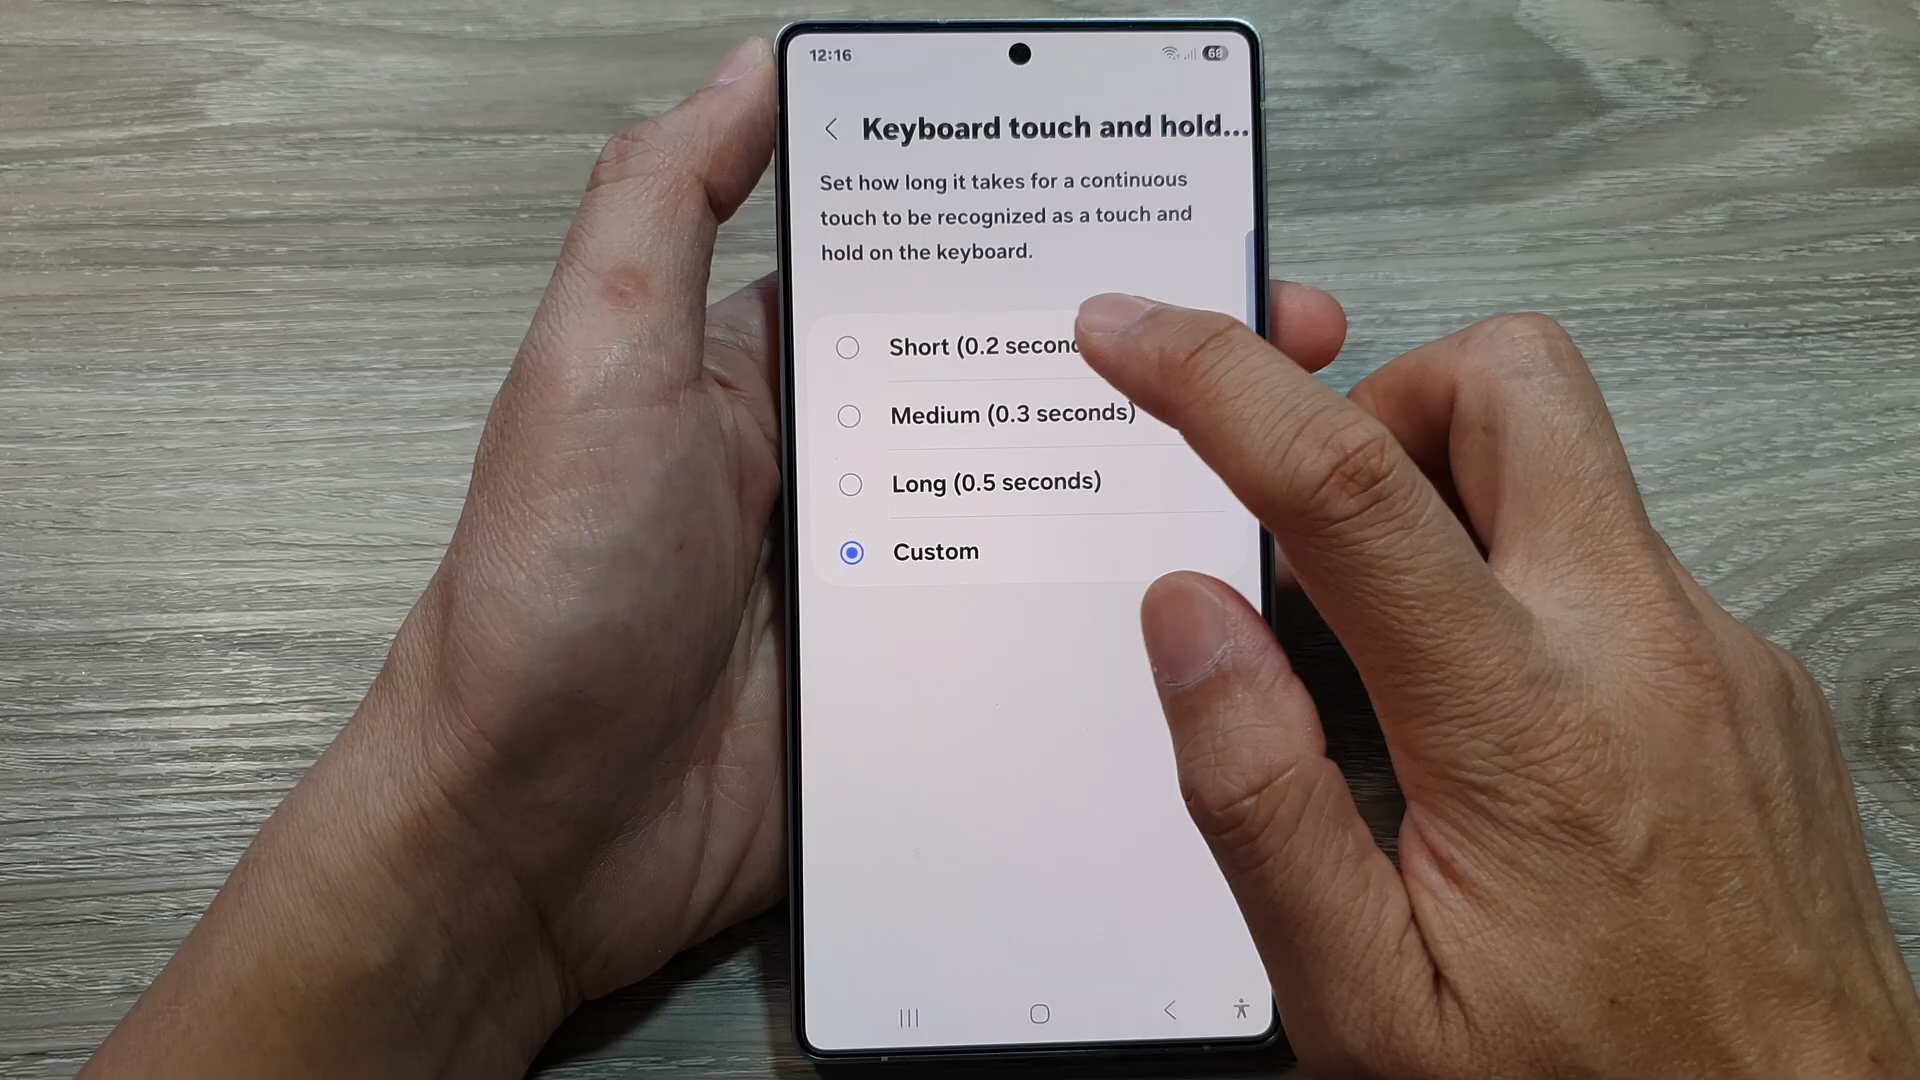 12:16
68
Keyboard touch and hold...
Set how long it takes for a continuous
touch to be recognized as a touch and
hold on the keyboard.
Short (0.2 secon
Medium (0.3 seconds)
Long (0.5 seconds)
Custom